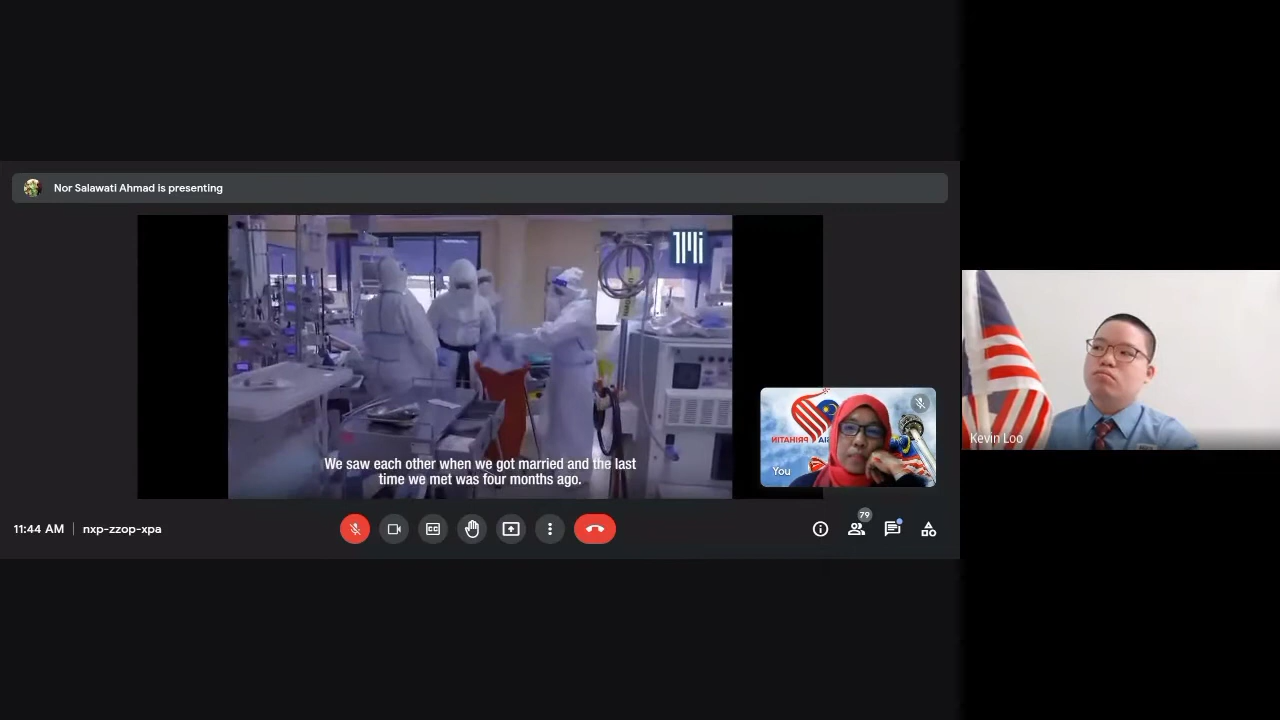 Nor Salawati Ahmad is presenting
We saw each other when we got married and the last
time we met was four months ago.
You
Kevin Loo
11:44 AM
nxp-zzop-xpa
CC
79